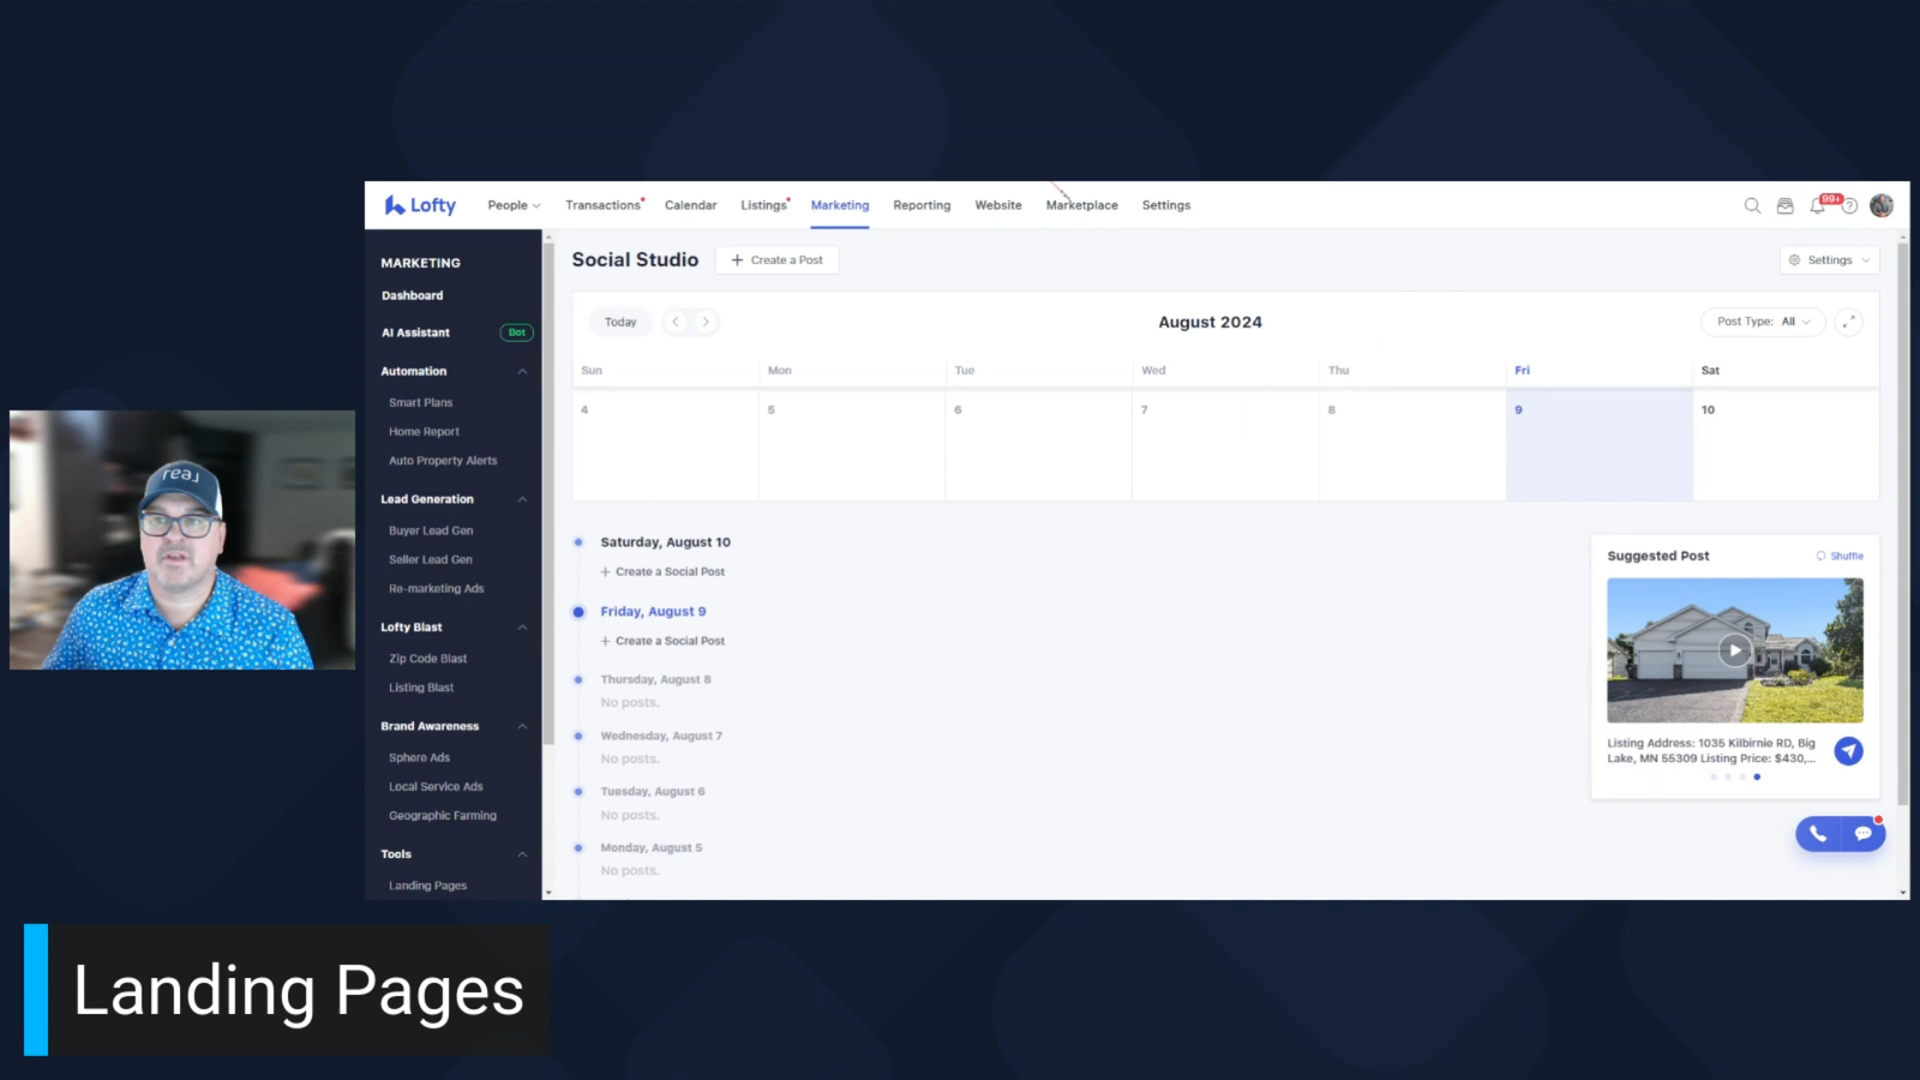 Lofty
People
Transactions
Calendar
Listings
Marketing
Reporting
Website
Marketplace
Settings
99+
MARKETING
Dashboard
AI Assistant
Bot
Automation
Smart Plans
Home Report
Auto Property Alerts
Lead Generation
Buyer Lead Gen
Seller Lead Gen
Re-marketing Ads
Lofty Blast
Zip Code Blast
Listing Blast
Brand Awareness
Sphere Ads
Local Service Ads
Geographic Farming
Tools
Landing Pages
Social Studio
+ Create a Post
Settings
Today
August 2024
Post Type: All
Sun
Mon
Tue
Wed
Thu
Fri
Sat
4
5
6
7
8
9
10
Saturday, August 10
+ Create a Social Post
Friday, August 9
+ Create a Social Post
Thursday, August 8
No posts.
Wednesday, August 7
No posts.
Tuesday, August 6
No posts.
Monday, August 5
No posts.
Suggested Post
Shuffle
Listing Address: 1035 Kilbirnie RD, Big
Lake, MN 55309 Listing Price: $430,...
real
Landing Pages